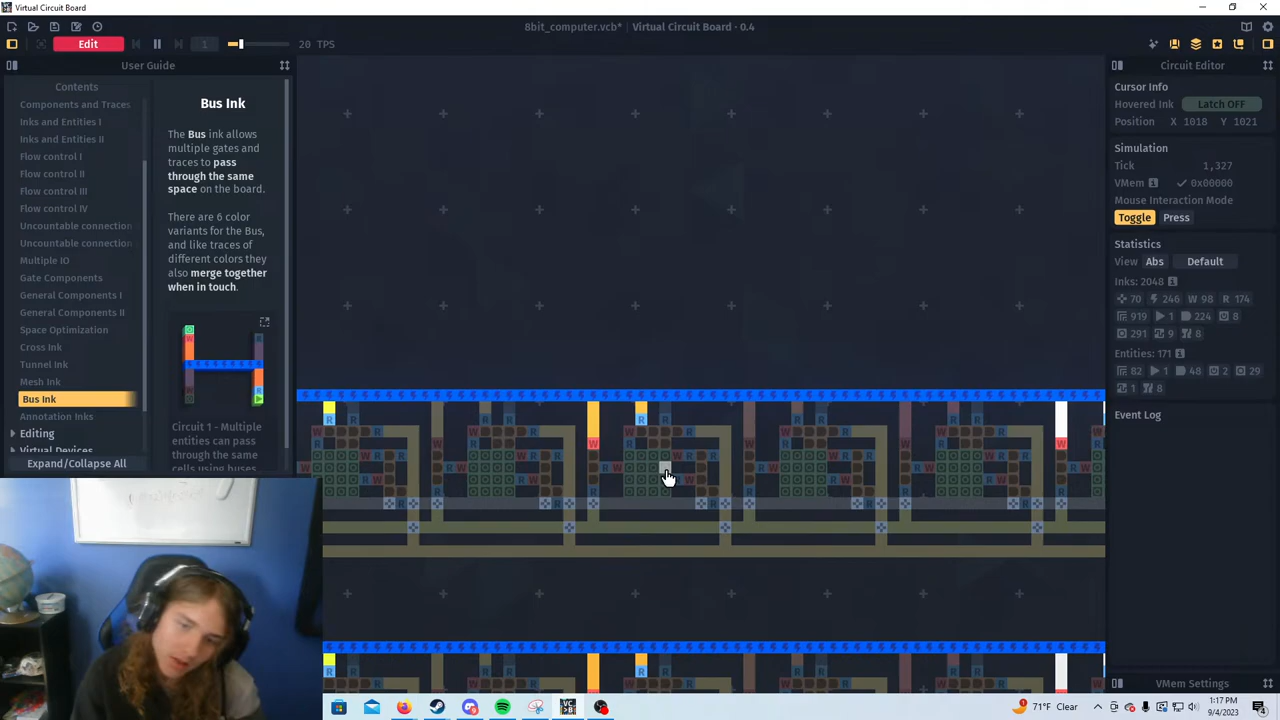 Virtual Circuit Board
8bit_computer.vcb* | Virtual Circuit Board - 0.4
Edit
1
20 TPS
User Guide
Contents
Components and Traces
Inks and Entities I
Inks and Entities II
Flow control I
Flow control II
Flow control III
Flow control IV
Uncountable connection
Uncountable connection
Multiple IO
Gate Components
General Components I
General Components II
Space Optimization
Cross Ink
Tunnel Ink
Mesh Ink
Bus Ink
Annotation Inks
Editing
Virtual Devices
Expand/Collapse All
Bus Ink
The Bus ink allows
multiple gates and
traces to pass
through the same
space on the board.
There are 6 color
variants for the Bus,
and like traces of
different colors they
also merge together
when in touch.
Circuit 1 - Multiple
entities can pass
through the same
cells using buses
Circuit Editor
Cursor Info
Hovered Ink Latch OFF
Position X 1018 Y 1021
Simulation
Tick 1,327
VMem 0x00000
Mouse Interaction Mode
Toggle Press
Statistics
View Abs Default
Inks: 2048
70 246 W 98 R 174
919 1 224 8
291 9 8
Entities: 171
82 1 48 2 29
1 8
Event Log
VMem Settings
71°F Clear
1:17 PM
9/4/2023